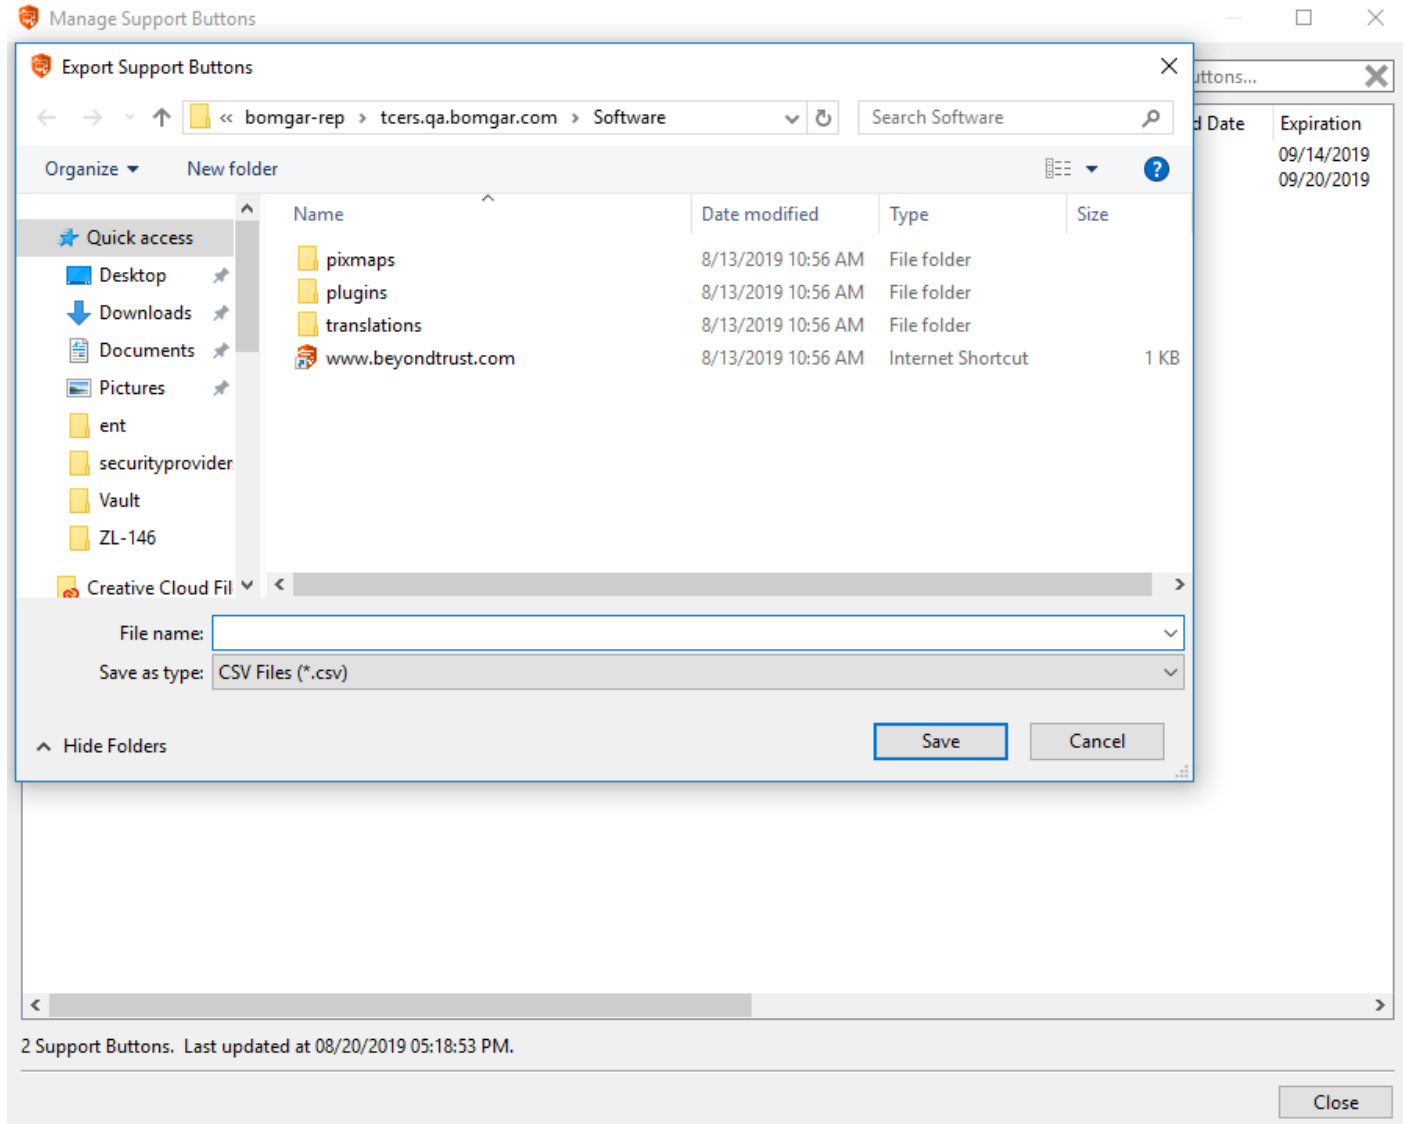 Manage Support Buttons
Export Support Buttons
uttons...
« bomgar-rep › tcers.qa.bomgar.com › Software
Search Software
d Date Expiration
Organize New folder
09/14/2019
09/20/2019
Name Date modified Type Size
Quick access
Desktop
Downloads
Documents
Pictures
ent
securityprovider
Vault
ZL-146
Creative Cloud Fil
pixmaps 8/13/2019 10:56 AM File folder
plugins 8/13/2019 10:56 AM File folder
translations 8/13/2019 10:56 AM File folder
www.beyondtrust.com 8/13/2019 10:56 AM Internet Shortcut 1 KB
File name:
Save as type: CSV Files (*.csv)
Hide Folders
Save Cancel
2 Support Buttons. Last updated at 08/20/2019 05:18:53 PM.
Close